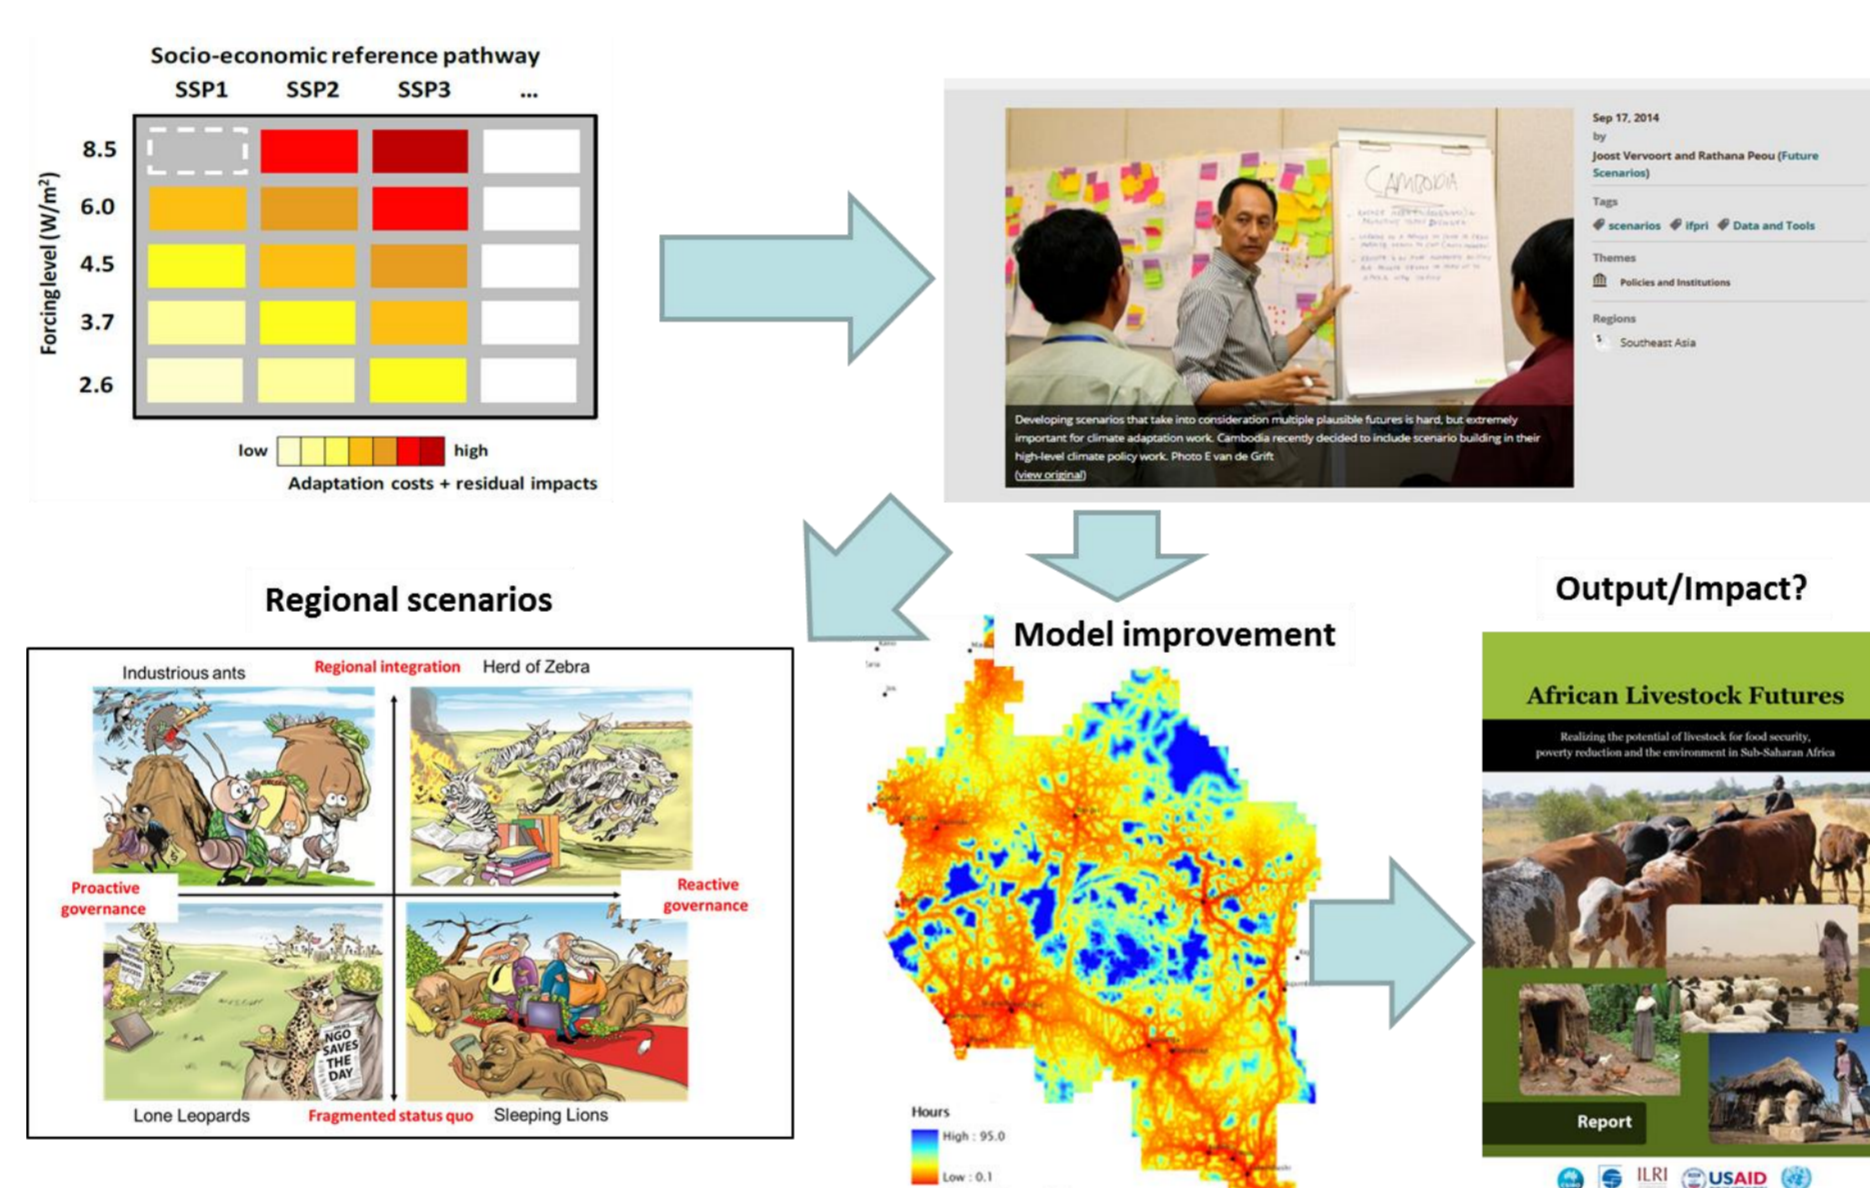 Socio-economic reference pathway
SSP1 SSP2 SSP3 ...
Forcing level (W/m²)
8.5
6.0
4.5
3.7
2.6
low high
Adaptation costs + residual impacts
CAMBODIA
Developing scenarios that take into consideration multiple plausible futures is hard, but extremely
important for climate adaptation work. Cambodia recently decided to include scenario building in their
high-level climate policy work. Photo E van de Grift
(view original)
Sep 17, 2014
by
Joost Vervoort and Rathana Peou (Future
Scenarios)
Tags
scenarios ifpri Data and Tools
Themes
Policies and Institutions
Regions
Southeast Asia
Regional scenarios
Industrious ants
Regional integration
Herd of Zebra
Proactive
governance
Reactive
governance
NGO
SAVES
THE
DAY
Lone Leopards
Fragmented status quo
Sleeping Lions
Model improvement
Hours
High : 95.0
Low : 0.1
Output/Impact?
African Livestock Futures
Realizing the potential of livestock for food security,
poverty reduction and the environment in Sub-Saharan Africa
Report
ILRI
USAID